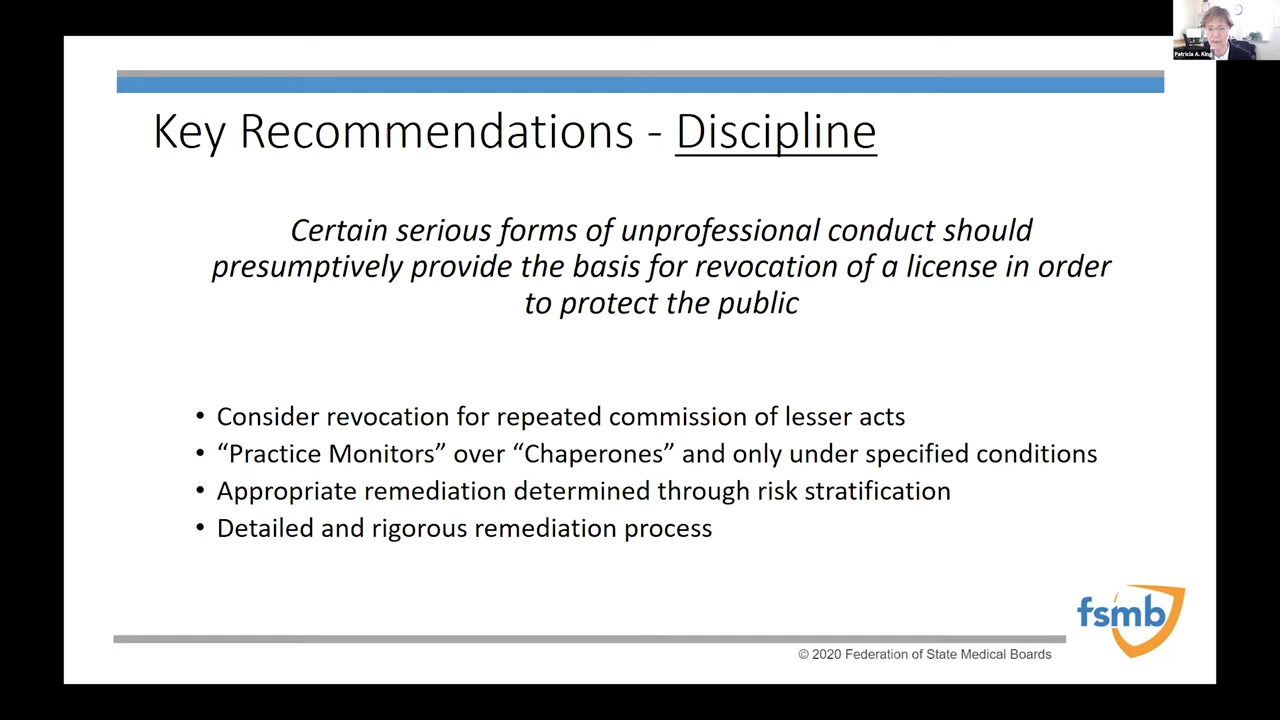 Patricia A. King
Key Recommendations - Discipline
Certain serious forms of unprofessional conduct should
presumptively provide the basis for revocation of a license in order
to protect the public
• Consider revocation for repeated commission of lesser acts
• “Practice Monitors” over “Chaperones” and only under specified conditions
• Appropriate remediation determined through risk stratification
• Detailed and rigorous remediation process
fsmb
© 2020 Federation of State Medical Boards